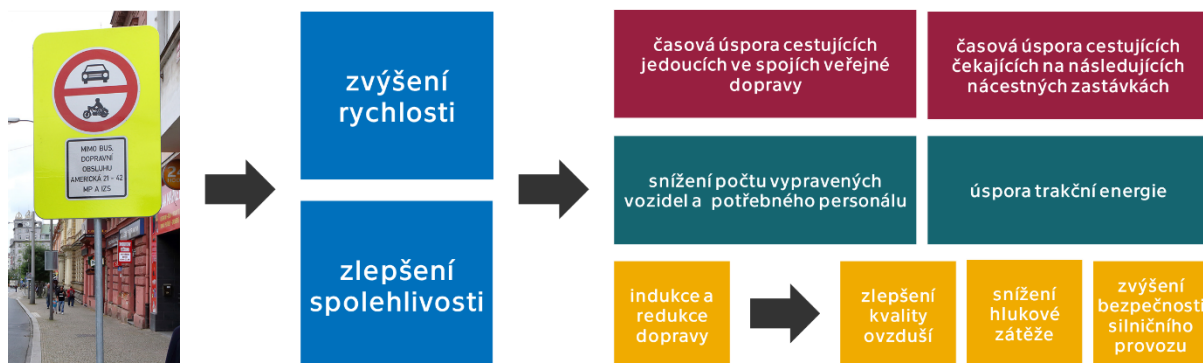 MIMO BUS,
DOPRAVNÍ
OBSLUHU
AMERICKÁ 21 - 42
MP A IZS
zvýšení
rychlosti
zlepšení
spolehlivosti
časová úspora cestujících
jedoucích ve spojích veřejné
dopravy
časová úspora cestujících
čekajících na následujících
nácestných zastávkách
snížení počtu vypravených
vozidel a potřebného personálu
úspora trakční energie
indukce a
redukce
dopravy
zlepšení
kvality
ovzduší
snížení
hlukové
zátěže
zvýšení
bezpečnosti
silničního
provozu